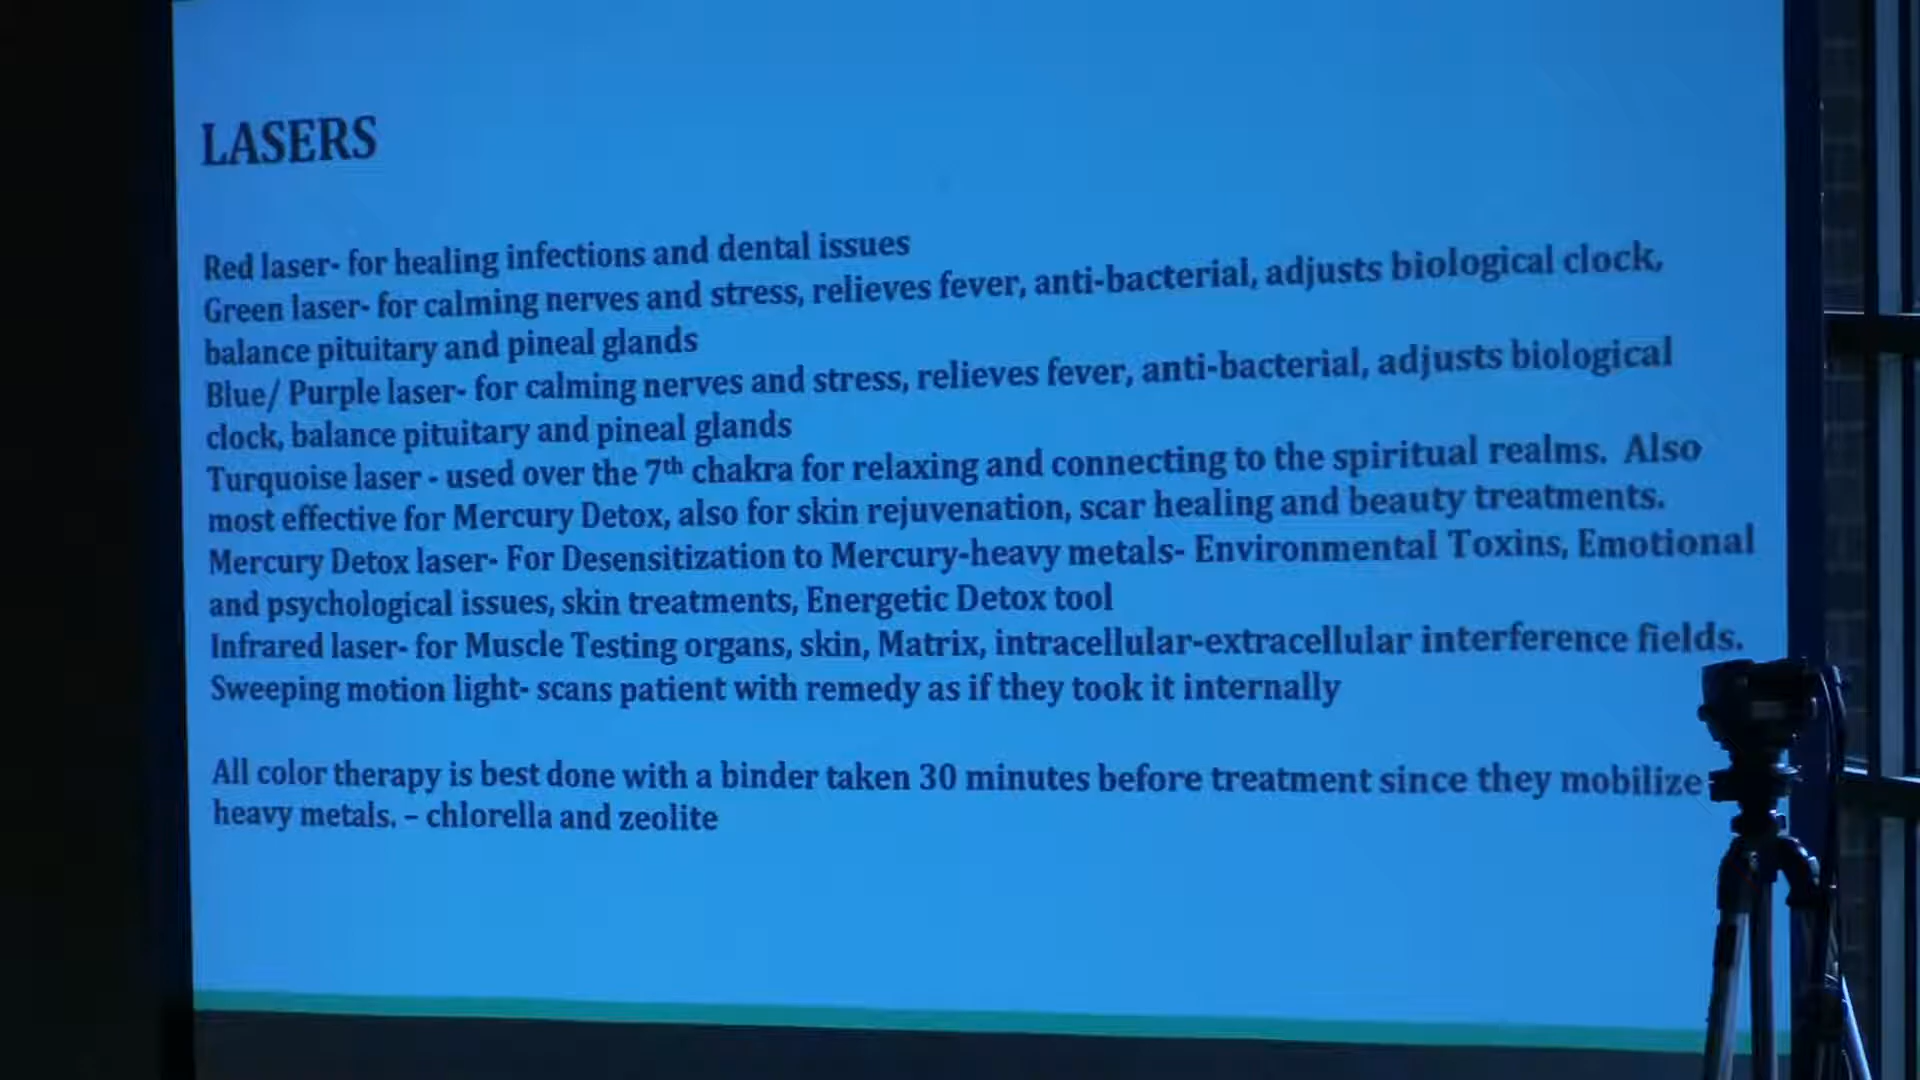 LASERS
Red laser- for healing infections and dental issues
Green laser- for calming nerves and stress, relieves fever, anti-bacterial, adjusts biological clock,
balance pituitary and pineal glands
Blue/ Purple laser- for calming nerves and stress, relieves fever, anti-bacterial, adjusts biological
clock, balance pituitary and pineal glands
Turquoise laser - used over the 7th chakra for relaxing and connecting to the spiritual realms. Also
most effective for Mercury Detox, also for skin rejuvenation, scar healing and beauty treatments.
Mercury Detox laser- For Desensitization to Mercury-heavy metals- Environmental Toxins, Emotional
and psychological issues, skin treatments, Energetic Detox tool
Infrared laser- for Muscle Testing organs, skin, Matrix, intracellular-extracellular interference fields.
Sweeping motion light- scans patient with remedy as if they took it internally
All color therapy is best done with a binder taken 30 minutes before treatment since they mobilize
heavy metals. – chlorella and zeolite